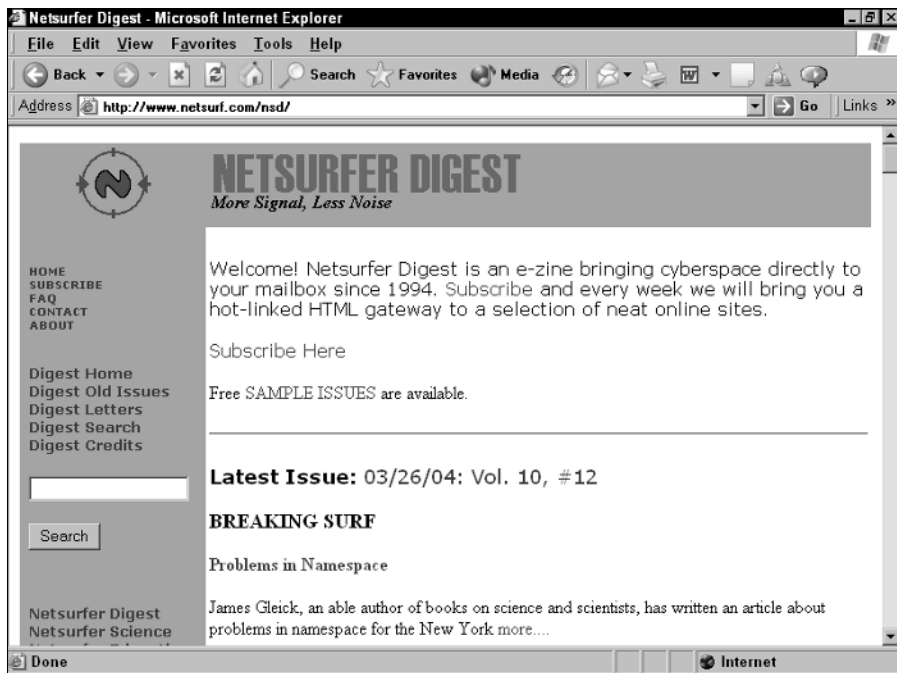 Netsurfer Digest - Microsoft Internet Explorer
File Edit View Favorites Tools Help
Back Search Favorites Media
Address http://www.netsurf.com/nsd/ Go Links »
N
NETSURFER DIGEST
More Signal, Less Noise
HOME
SUBSCRIBE
FAQ
CONTACT
ABOUT
Digest Home
Digest Old Issues
Digest Letters
Digest Search
Digest Credits
Search
Netsurfer Digest
Netsurfer Science
Welcome! Netsurfer Digest is an e-zine bringing cyberspace directly to
your mailbox since 1994. Subscribe and every week we will bring you a
hot-linked HTML gateway to a selection of neat online sites.
Subscribe Here
Free SAMPLE ISSUES are available.
Latest Issue: 03/26/04: Vol. 10, #12
BREAKING SURF
Problems in Namespace
James Gleick, an able author of books on science and scientists, has written an article about
problems in namespace for the New York more....
Done Internet